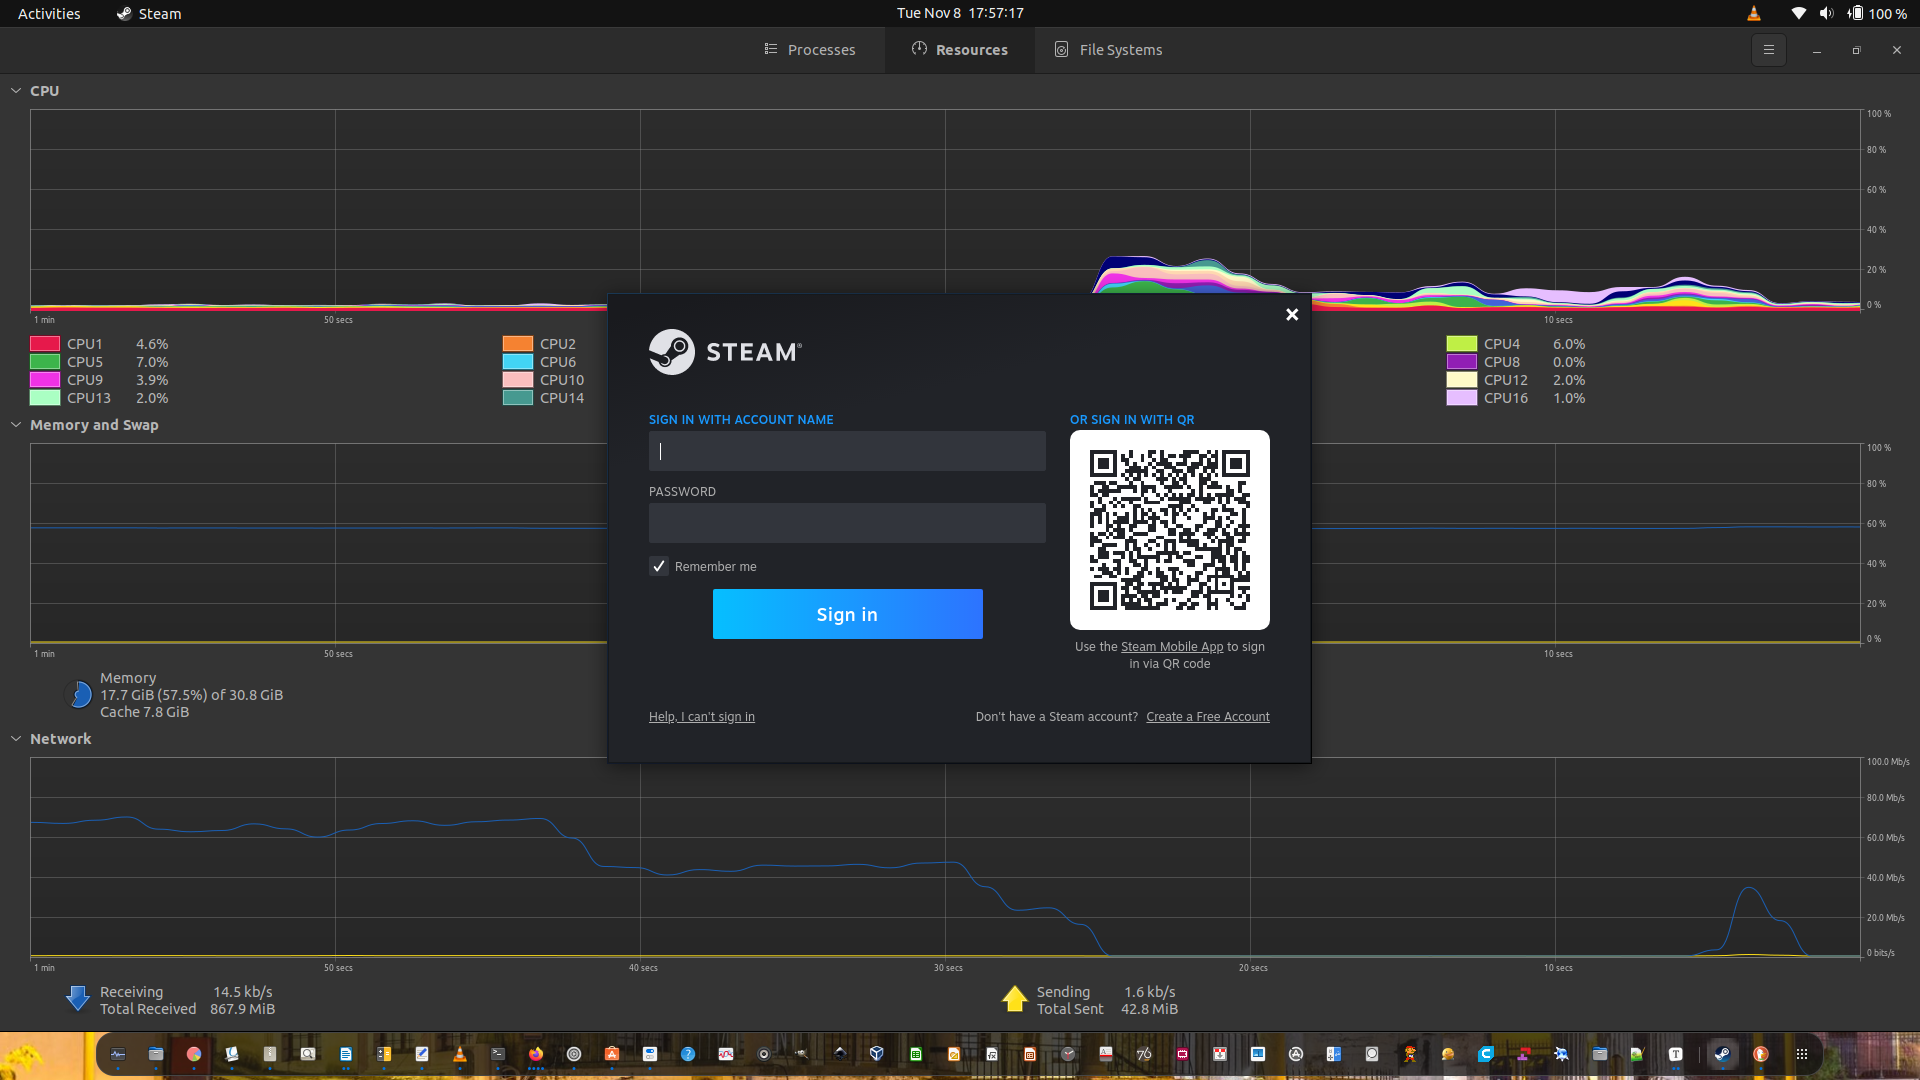 Activities Steam Tue Nov 8 17:57:17 100 %
Processes Resources File Systems
CPU
100 %
80 %
60 %
40 %
20 %
0 %
1 min 50 secs 10 secs
CPU1 4.6% CPU2 CPU4 6.0%
CPU5 7.0% CPU6 CPU8 0.0%
CPU9 3.9% CPU10 CPU12 2.0%
CPU13 2.0% CPU14 CPU16 1.0%
STEAM®
SIGN IN WITH ACCOUNT NAME
PASSWORD
Remember me
Sign in
OR SIGN IN WITH QR
Use the Steam Mobile App to sign
in via QR code
Help, I can't sign in
Don't have a Steam account? Create a Free Account
Memory and Swap
100 %
80 %
60 %
40 %
20 %
0 %
1 min 50 secs 10 secs
Memory
17.7 GiB (57.5%) of 30.8 GiB
Cache 7.8 GiB
Network
100.0 Mb/s
80.0 Mb/s
60.0 Mb/s
40.0 Mb/s
20.0 Mb/s
0 bits/s
1 min 50 secs 40 secs 30 secs 20 secs 10 secs
Receiving 14.5 kb/s
Total Received 867.9 MiB
Sending 1.6 kb/s
Total Sent 42.8 MiB